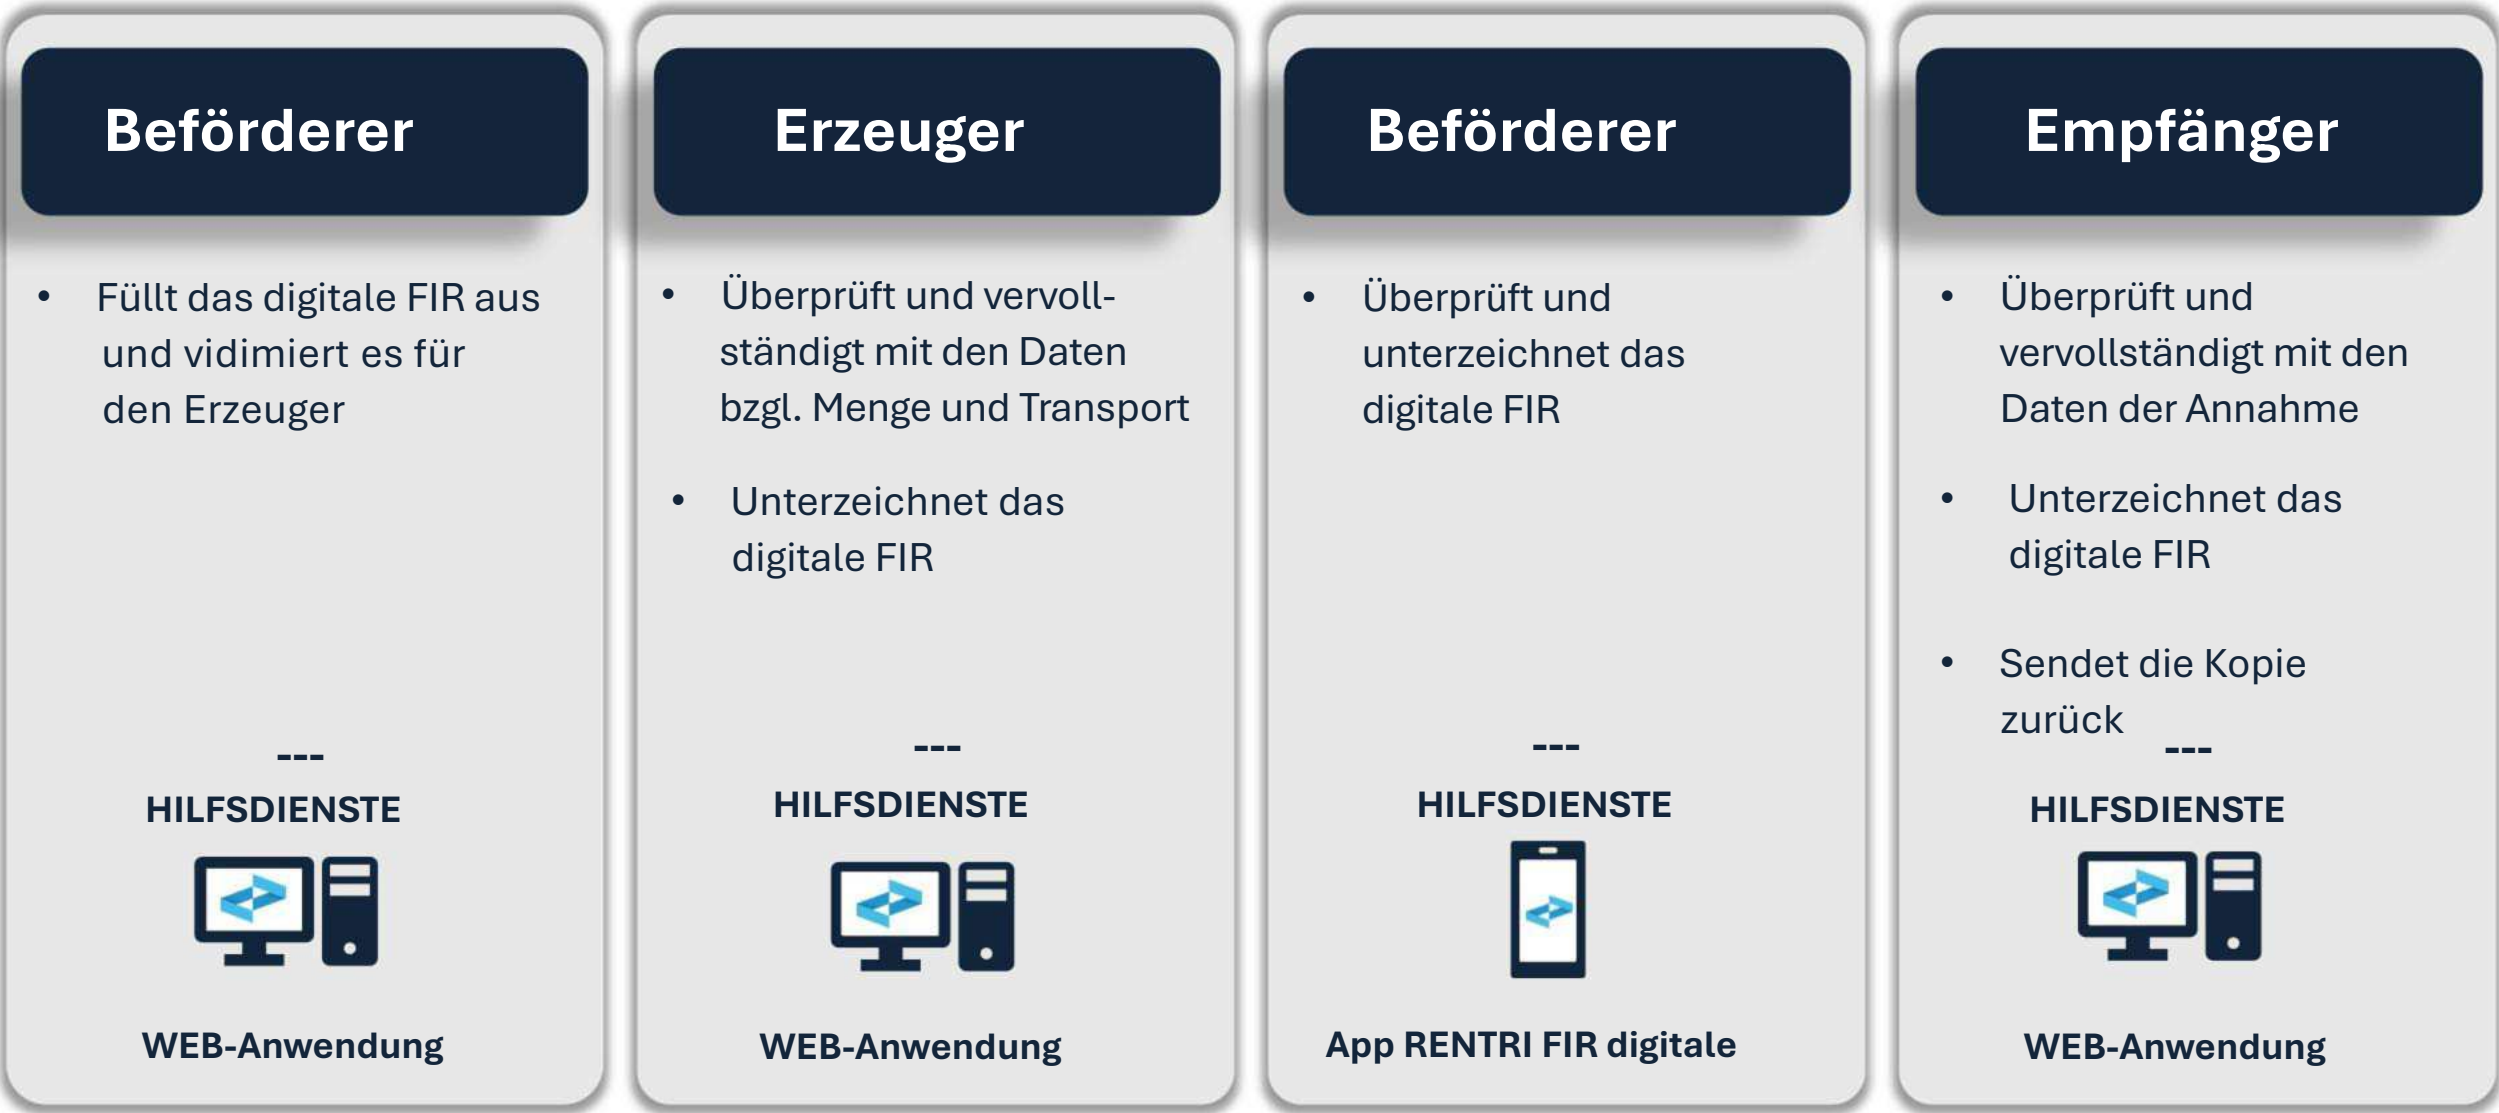 Beförderer
• Füllt das digitale FIR aus
und vidimiert es für
den Erzeuger
---
HILFSDIENSTE
WEB-Anwendung
Erzeuger
• Überprüft und vervoll-
ständigt mit den Daten
bzgl. Menge und Transport
• Unterzeichnet das
digitale FIR
---
HILFSDIENSTE
WEB-Anwendung
Beförderer
• Überprüft und
unterzeichnet das
digitale FIR
---
HILFSDIENSTE
App RENTRI FIR digitale
Empfänger
• Überprüft und
vervollständigt mit den
Daten der Annahme
• Unterzeichnet das
digitale FIR
• Sendet die Kopie
zurück
---
HILFSDIENSTE
WEB-Anwendung